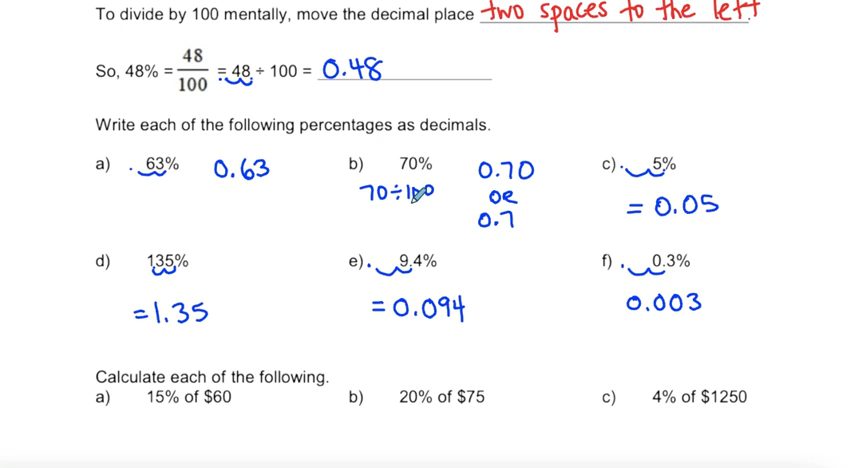 To divide by 100 mentally, move the decimal place two spaces to the left.
So, 48% = 48/100 = 48 ÷ 100 = 0.48
Write each of the following percentages as decimals.
a) 63% 0.63 b) 70% 0.70 c) 5%
70÷100 OR = 0.05
0.7
d) 135% e) 9.4% f) 0.3%
=1.35 = 0.094 0.003
Calculate each of the following.
a) 15% of $60 b) 20% of $75 c) 4% of $1250